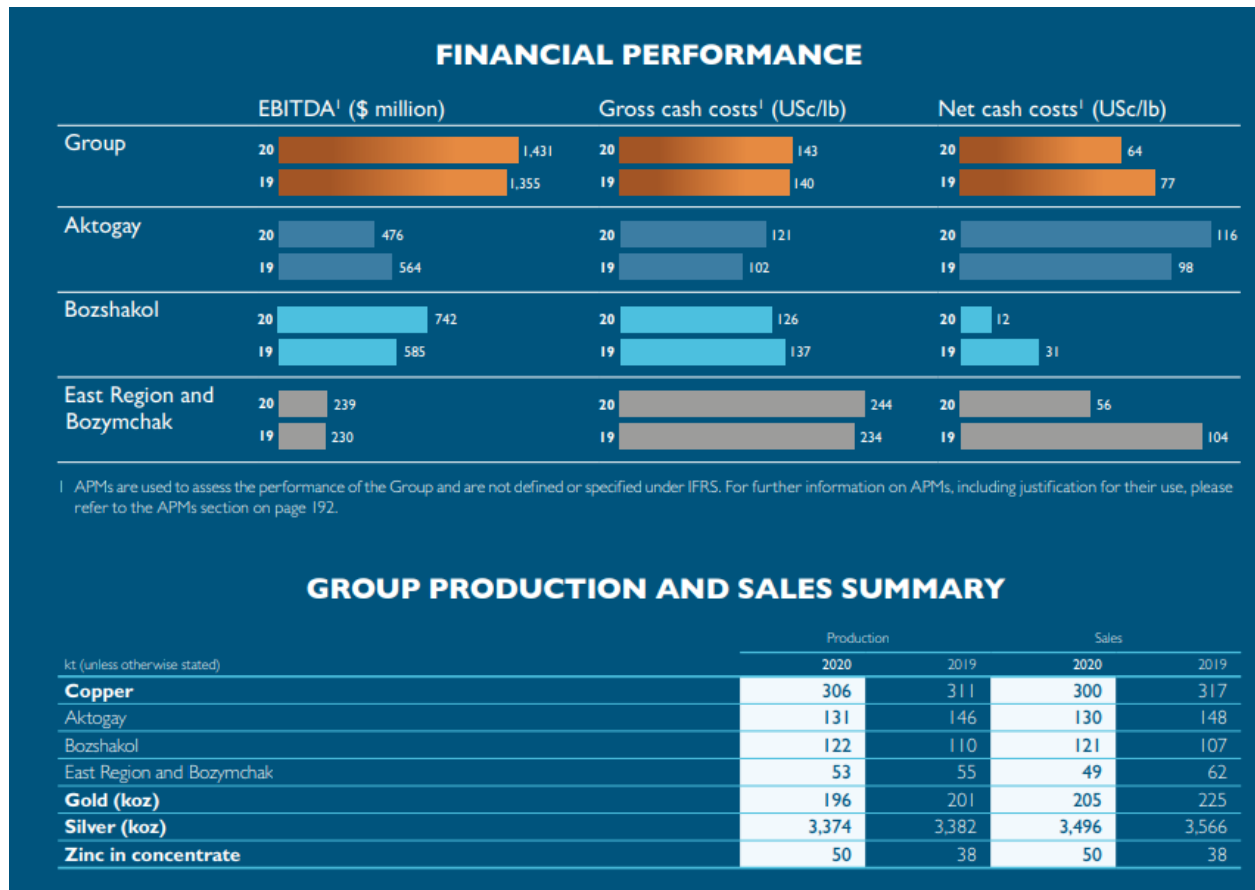 FINANCIAL PERFORMANCE
EBITDA¹ ($ million) Gross cash costs¹ (USc/lb) Net cash costs¹ (USc/lb)
Group
20 1,431 20 143 20 64
19 1,355 19 140 19 77
Aktogay
20 476 20 121 20 116
19 564 19 102 19 98
Bozshakol
20 742 20 126 20 12
19 585 19 137 19 31
East Region and
Bozymchak
20 239 20 244 20 56
19 230 19 234 19 104
1 APMs are used to assess the performance of the Group and are not defined or specified under IFRS. For further information on APMs, including justification for their use, please
refer to the APMs section on page 192.
GROUP PRODUCTION AND SALES SUMMARY
Production Sales
kt (unless otherwise stated) 2020 2019 2020 2019
Copper 306 311 300 317
Aktogay 131 146 130 148
Bozshakol 122 110 121 107
East Region and Bozymchak 53 55 49 62
Gold (koz) 196 201 205 225
Silver (koz) 3,374 3,382 3,496 3,566
Zinc in concentrate 50 38 50 38